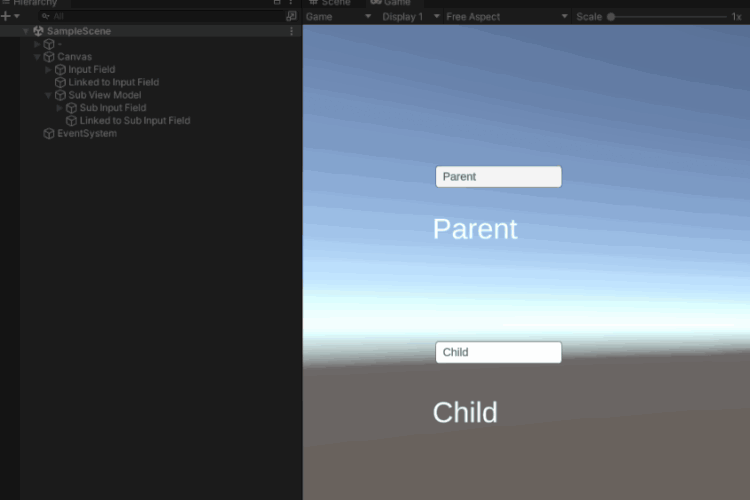 Hierarchy
All
SampleScene
-
Canvas
Input Field
Linked to Input Field
Sub View Model
Sub Input Field
Linked to Sub Input Field
EventSystem
Scene Game
Game Display 1 Free Aspect Scale 1x
Parent
Parent
Child
Child